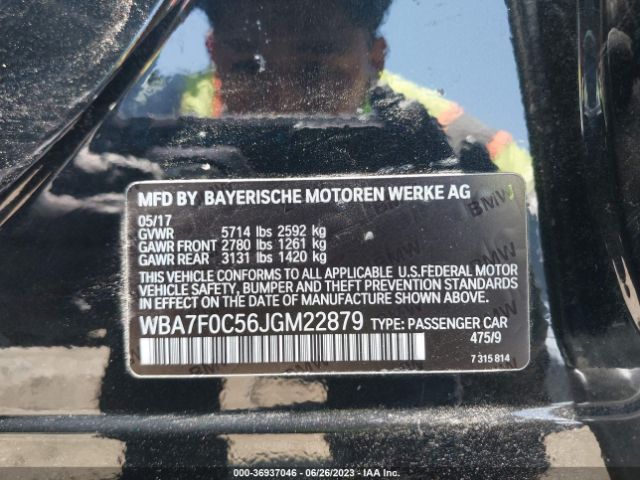 MFD BY BAYERISCHE MOTOREN WERKE AG
05/17
GVWR 5714 lbs 2592 kg
GAWR FRONT 2780 lbs 1261 kg
GAWR REAR 3131 lbs 1420 kg
THIS VEHICLE CONFORMS TO ALL APPLICABLE U.S.FEDERAL MOTOR
VEHICLE SAFETY, BUMPER, AND THEFT PREVENTION STANDARDS
IN EFFECT ON THE DATE OF MANUFACTURE SHOWN ABOVE.
WBA7F0C56JGM22879 TYPE: PASSENGER CAR
475/9
7 315 814
BMW
BMW
BMW
000-36937046 - 06/26/2023 - IAA Inc.